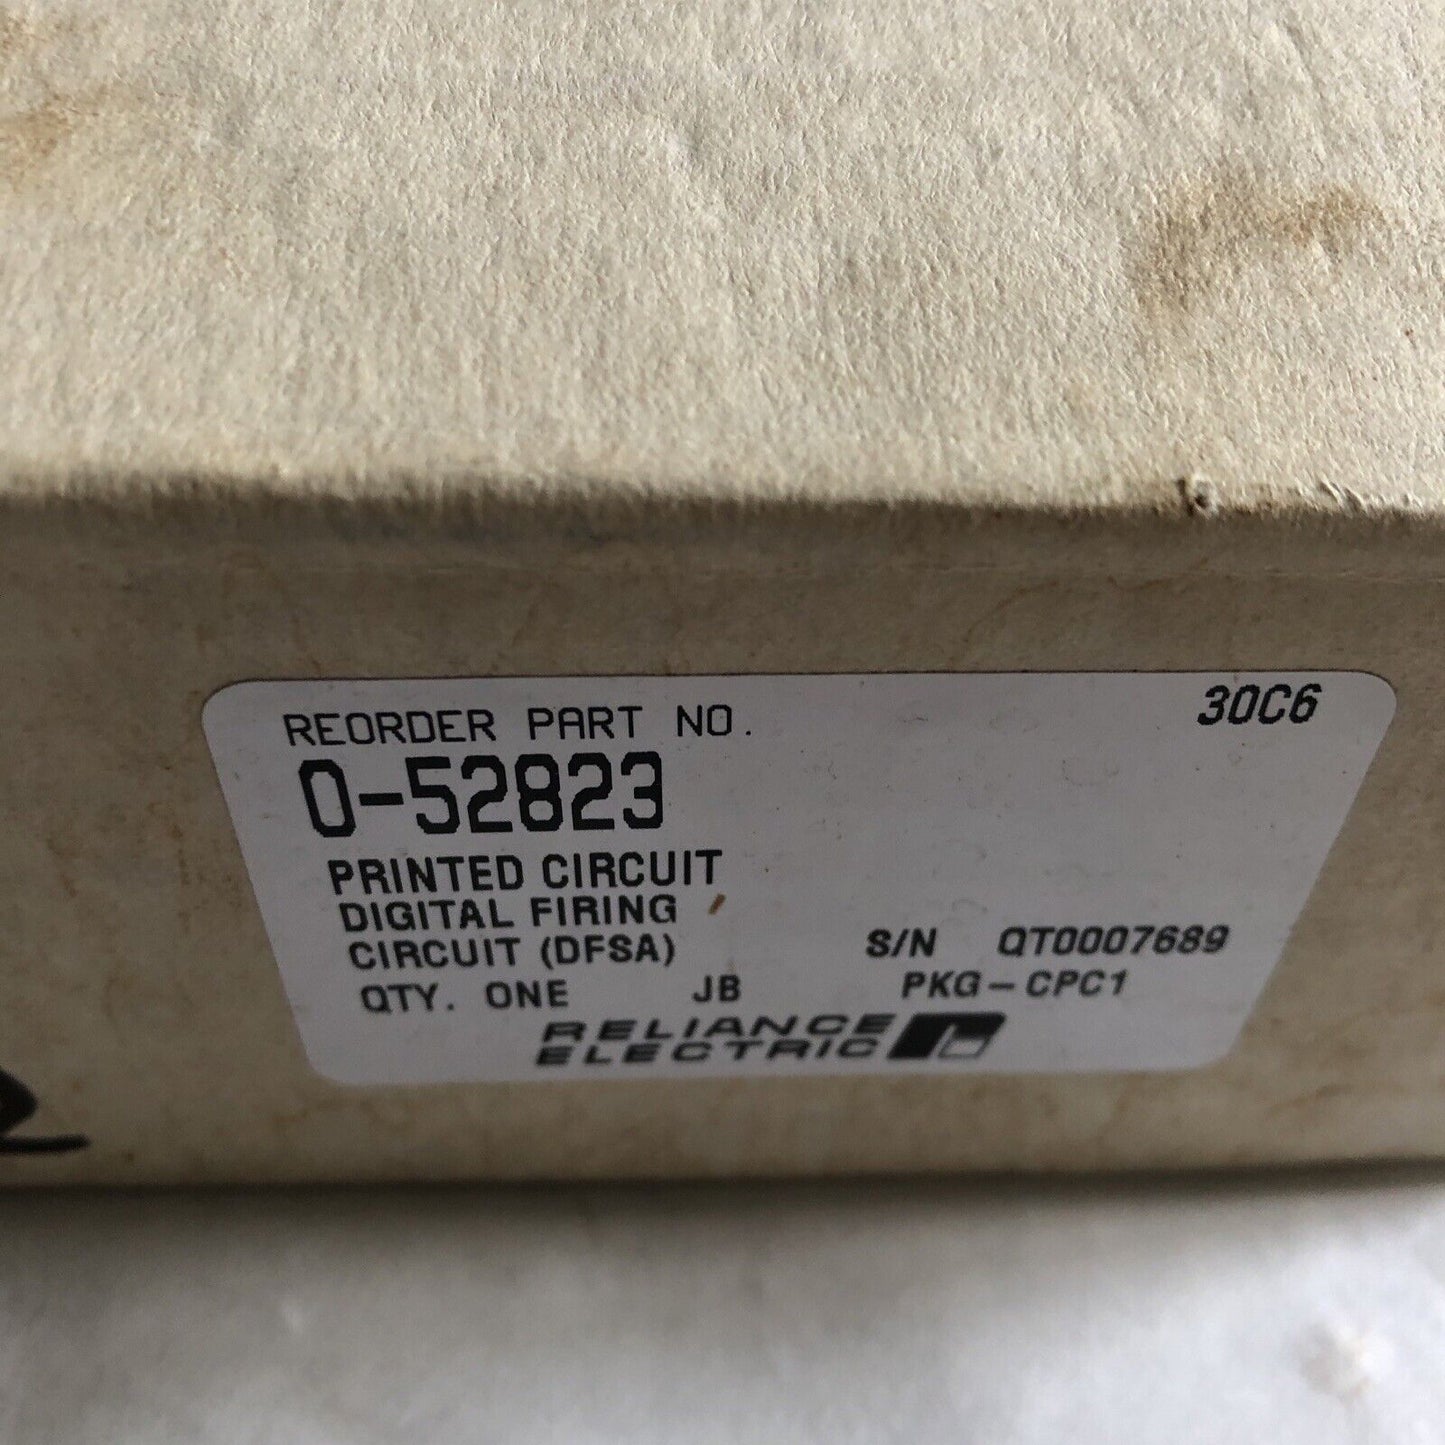 REORDER PART NO.
30C6
0-52823
PRINTED CIRCUIT
DIGITAL FIRING
CIRCUIT (DFSA)
S/N QT0007689
QTY. ONE JB PKG-CPC1
RELIANCE
ELECTRIC